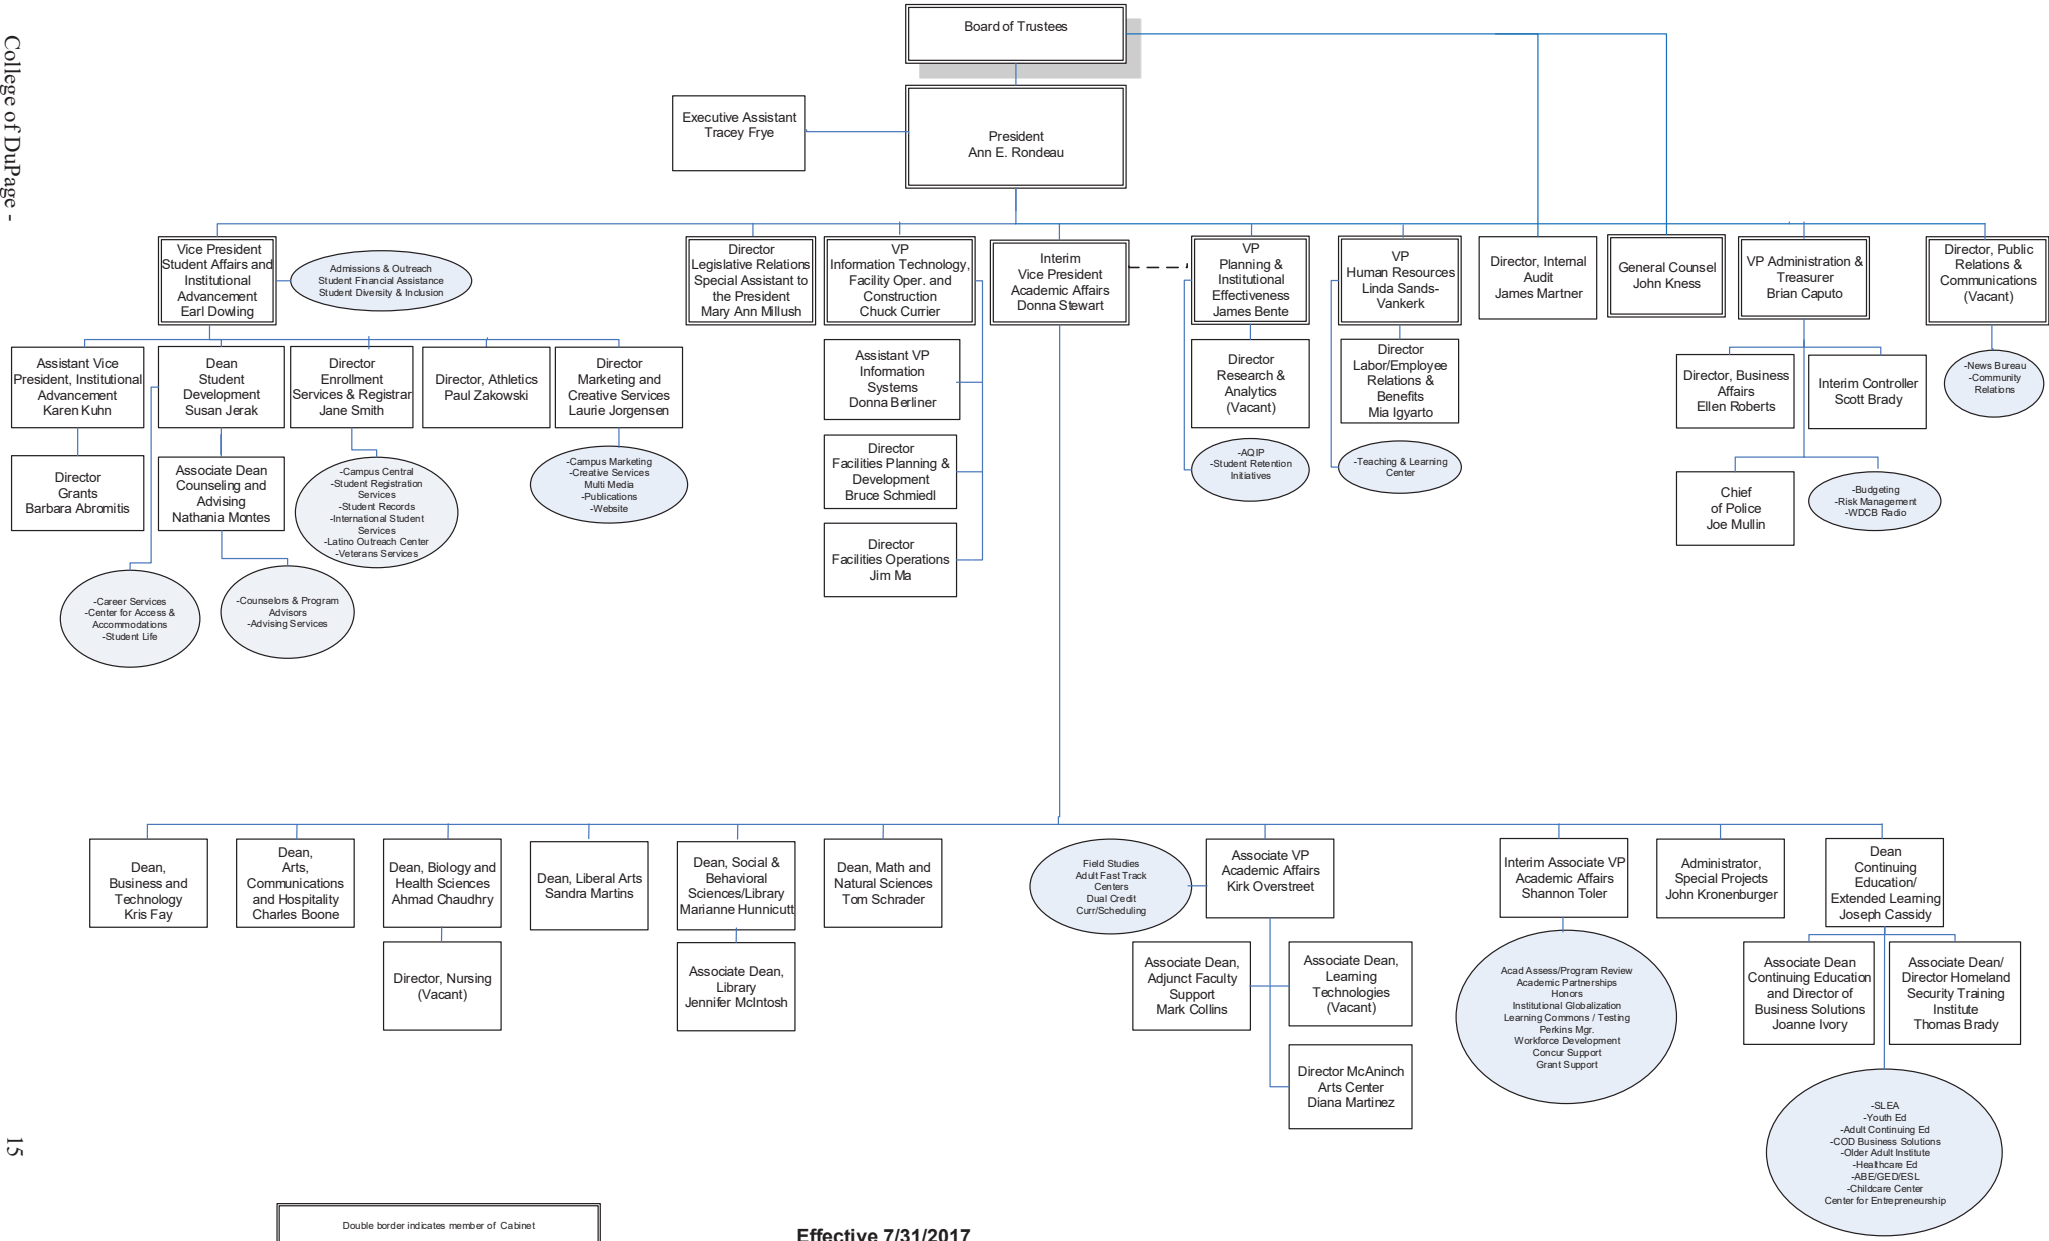 College of DuPage -
15
Board of Trustees
Executive Assistant
Tracey Frye
President
Ann E. Rondeau
Vice President
Student Affairs and
Institutional
Advancement
Earl Dowling
Admissions & Outreach
Student Financial Assistance
Student Diversity & Inclusion
Director
Legislative Relations
Special Assistant to
the President
Mary Ann Millush
VP
Information Technology,
Facility Oper. and
Construction
Chuck Currier
Interim
Vice President
Academic Affairs
Donna Stewart
VP
Planning &
Institutional
Effectiveness
James Bente
VP
Human Resources
Linda Sands-
Vankerk
Director, Internal
Audit
James Martner
General Counsel
John Kness
VP Administration &
Treasurer
Brian Caputo
Director, Public
Relations &
Communications
(Vacant)
Assistant Vice
President, Institutional
Advancement
Karen Kuhn
Dean
Student
Development
Susan Jerak
Director
Enrollment
Services & Registrar
Jane Smith
Director, Athletics
Paul Zakowski
Director
Marketing and
Creative Services
Laurie Jorgensen
Assistant VP
Information
Systems
Donna Berliner
Director
Research &
Analytics
(Vacant)
Director
Labor/Employee
Relations &
Benefits
Mia Igyarto
Director, Business
Affairs
Ellen Roberts
Interim Controller
Scott Brady
-News Bureau
-Community
Relations
Director
Grants
Barbara Abromitis
Associate Dean
Counseling and
Advising
Nathania Montes
-Campus Central
-Student Registration
Services
-Student Records
-International Student
Services
-Latino Outreach Center
-Veterans Services
-Campus Marketing
-Creative Services
Multi Media
-Publications
-Website
Director
Facilities Planning &
Development
Bruce Schmiedl
-AQIP
-Student Retention
Initiatives
-Teaching & Learning
Center
Chief
of Police
Joe Mullin
-Budgeting
-Risk Management
-WDCB Radio
Director
Facilities Operations
Jim Ma
-Career Services
-Center for Access &
Accommodations
-Student Life
-Counselors & Program
Advisors
-Advising Services
Dean,
Business and
Technology
Kris Fay
Dean,
Arts,
Communications
and Hospitality
Charles Boone
Dean, Biology and
Health Sciences
Ahmad Chaudhry
Dean, Liberal Arts
Sandra Martins
Dean, Social &
Behavioral
Sciences/Library
Marianne Hunnicutt
Dean, Math and
Natural Sciences
Tom Schrader
Field Studies
Adult Fast Track
Centers
Dual Credit
Curr/Scheduling
Associate VP
Academic Affairs
Kirk Overstreet
Interim Associate VP
Academic Affairs
Shannon Toler
Administrator,
Special Projects
John Kronenburger
Dean
Continuing
Education/
Extended Learning
Joseph Cassidy
Director, Nursing
(Vacant)
Associate Dean,
Library
Jennifer McIntosh
Associate Dean,
Adjunct Faculty
Support
Mark Collins
Associate Dean,
Learning
Technologies
(Vacant)
Director McAninch
Arts Center
Diana Martinez
Acad Assess/Program Review
Academic Partnerships
Honors
Institutional Globalization
Learning Commons / Testing
Perkins Mgr.
Workforce Development
Concur Support
Grant Support
Associate Dean
Continuing Education
and Director of
Business Solutions
Joanne Ivory
Associate Dean/
Director Homeland
Security Training
Institute
Thomas Brady
-SLEA
-Youth Ed
-Adult Continuing Ed
-COD Business Solutions
-Older Adult Institute
-Healthcare Ed
-ABE/GED/ESL
-Childcare Center
Center for Entrepreneurship
Double border indicates member of Cabinet
Effective 7/31/2017